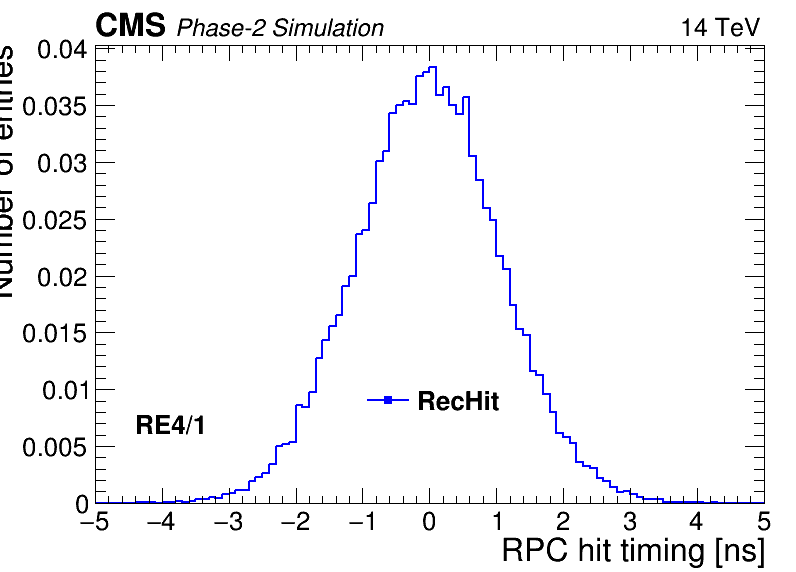 CMS Phase-2 Simulation 14 TeV
Number of entries
0.04
0.035
0.03
0.025
0.02
0.015
0.01
0.005
0
RecHit
RE4/1
−5 −4 −3 −2 −1 0 1 2 3 4 5
RPC hit timing [ns]